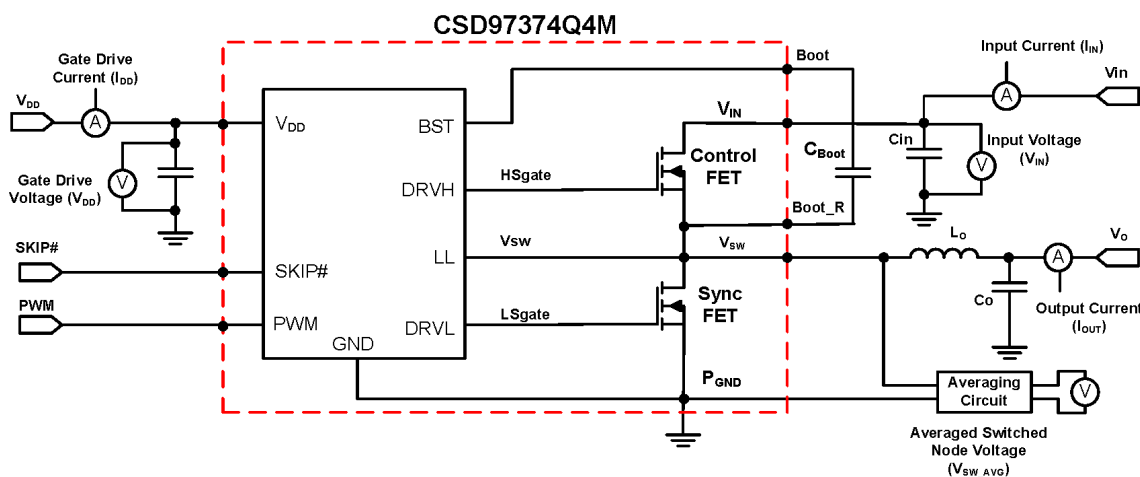 CSD97374Q4M
Gate Drive
Current (IDD)
Input Current (IIN)
Boot
Vin
VDD
A
A
VDD
BST
VIN
Cin
Input Voltage
(VIN)
V
V
Gate Drive
Voltage (VDD)
Control
FET
CBoot
DRVH
HSgate
Boot_R
SKIP#
Vsw
VSW
LO
VO
A
LL
SKIP#
Sync
FET
Co
Output Current
(IOUT)
PWM
PWM
DRVL
LSgate
GND
PGND
Averaging
Circuit
V
Averaged Switched
Node Voltage
(VSW AVG)